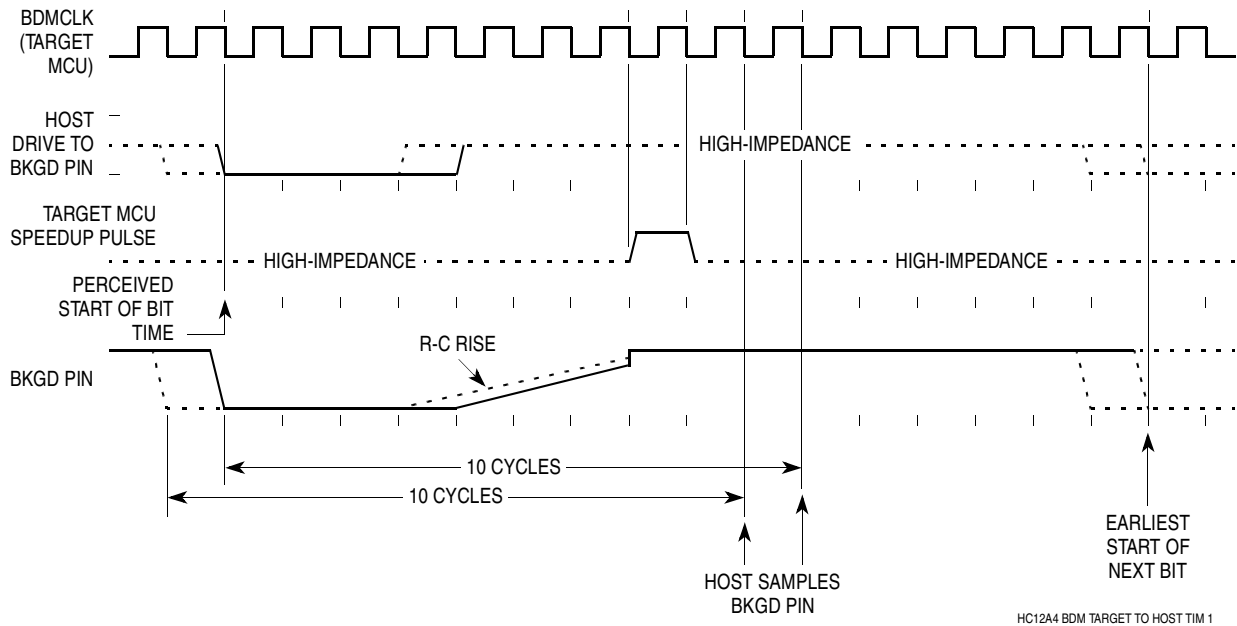 BDMCLK
(TARGET
MCU)
HOST
DRIVE TO
BKGD PIN
HIGH-IMPEDANCE
TARGET MCU
SPEEDUP PULSE
HIGH-IMPEDANCE
HIGH-IMPEDANCE
PERCEIVED
START OF BIT
TIME
R-C RISE
BKGD PIN
10 CYCLES
10 CYCLES
HOST SAMPLES
BKGD PIN
EARLIEST
START OF
NEXT BIT
HC12A4 BDM TARGET TO HOST TIM 1